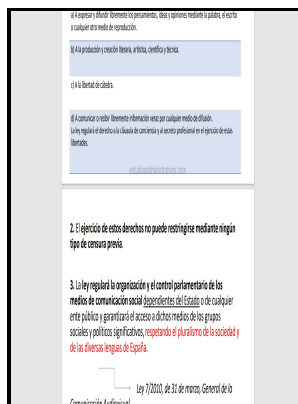 a) A expresar y difundir libremente los pensamientos, ideas y opiniones mediante la palabra, el escrito
o cualquier otro medio de reproducción.
b) A la producción y creación literaria, artística, científica y técnica.
c) A la libertad de cátedra.
d) A comunicar o recibir libremente información veraz por cualquier medio de difusión.
La ley regulará el derecho a la cláusula de conciencia y al secreto profesional en el ejercicio de estas
libertades.
estudiosadministrativos.com
2. El ejercicio de estos derechos no puede restringirse mediante ningún
tipo de censura previa.
3. La ley regulará la organización y el control parlamentario de los
medios de comunicación social dependientes del Estado o de cualquier
ente público y garantizará el acceso a dichos medios de los grupos
sociales y políticos significativos, respetando el pluralismo de la sociedad y
de las diversas lenguas de España.
Ley 7/2010, de 31 de marzo, General de la
Comunicación Audiovisual